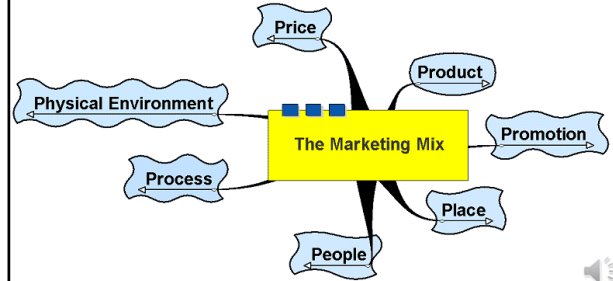 Price
Product
Physical Environment
Promotion
The Marketing Mix
Process
Place
People